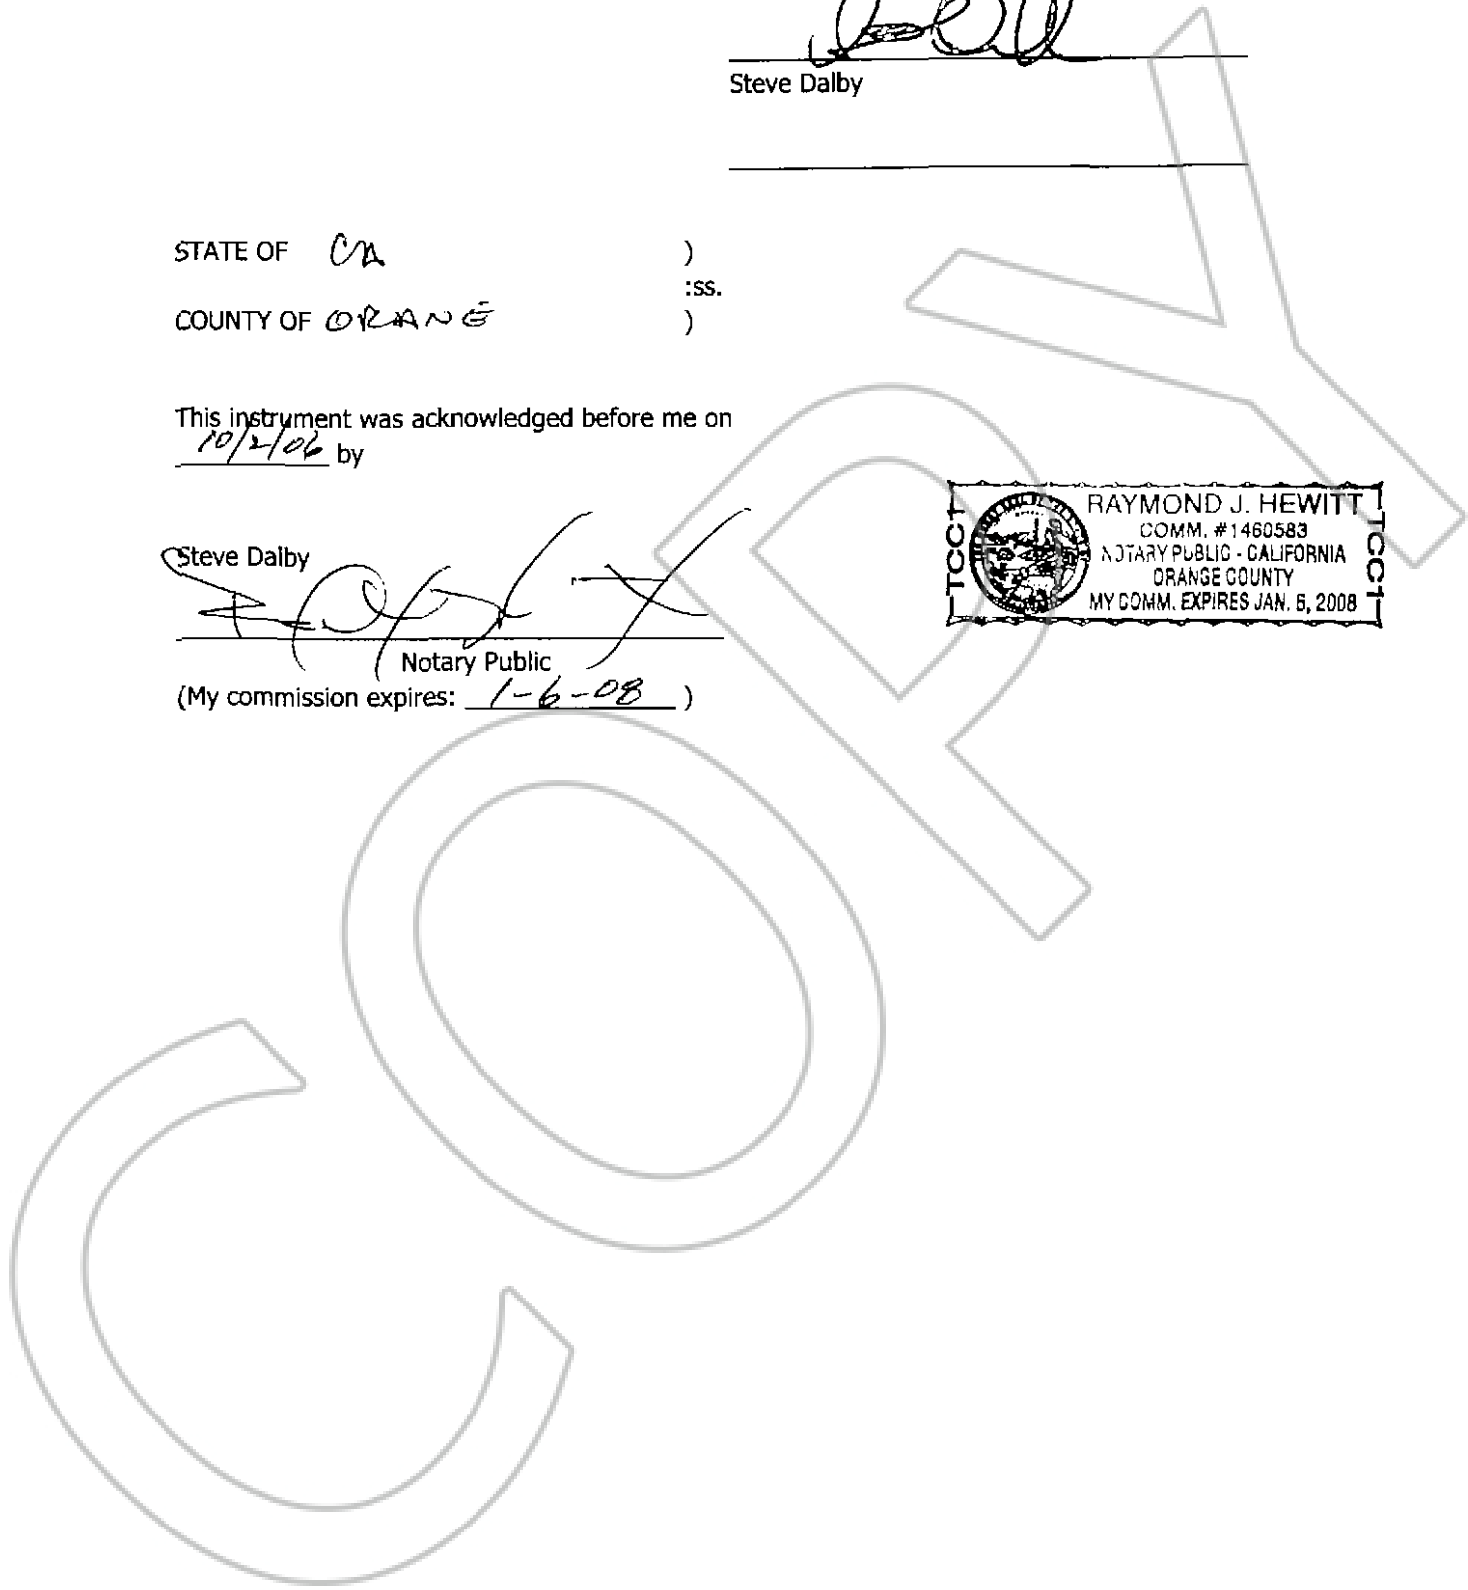 Steve Dalby
STATE OF CA )
:ss.
COUNTY OF ORANE )
This instrument was acknowledged before me on
10/2/06 by
Steve Dalby
Notary Public
(My commission expires: 1-6-08 )
RAYMOND J. HEWITT
COMM. #1460583
NOTARY PUBLIC - CALIFORNIA
ORANGE COUNTY
MY COMM. EXPIRES JAN. 6, 2008
TCC1
TCC1
COPY